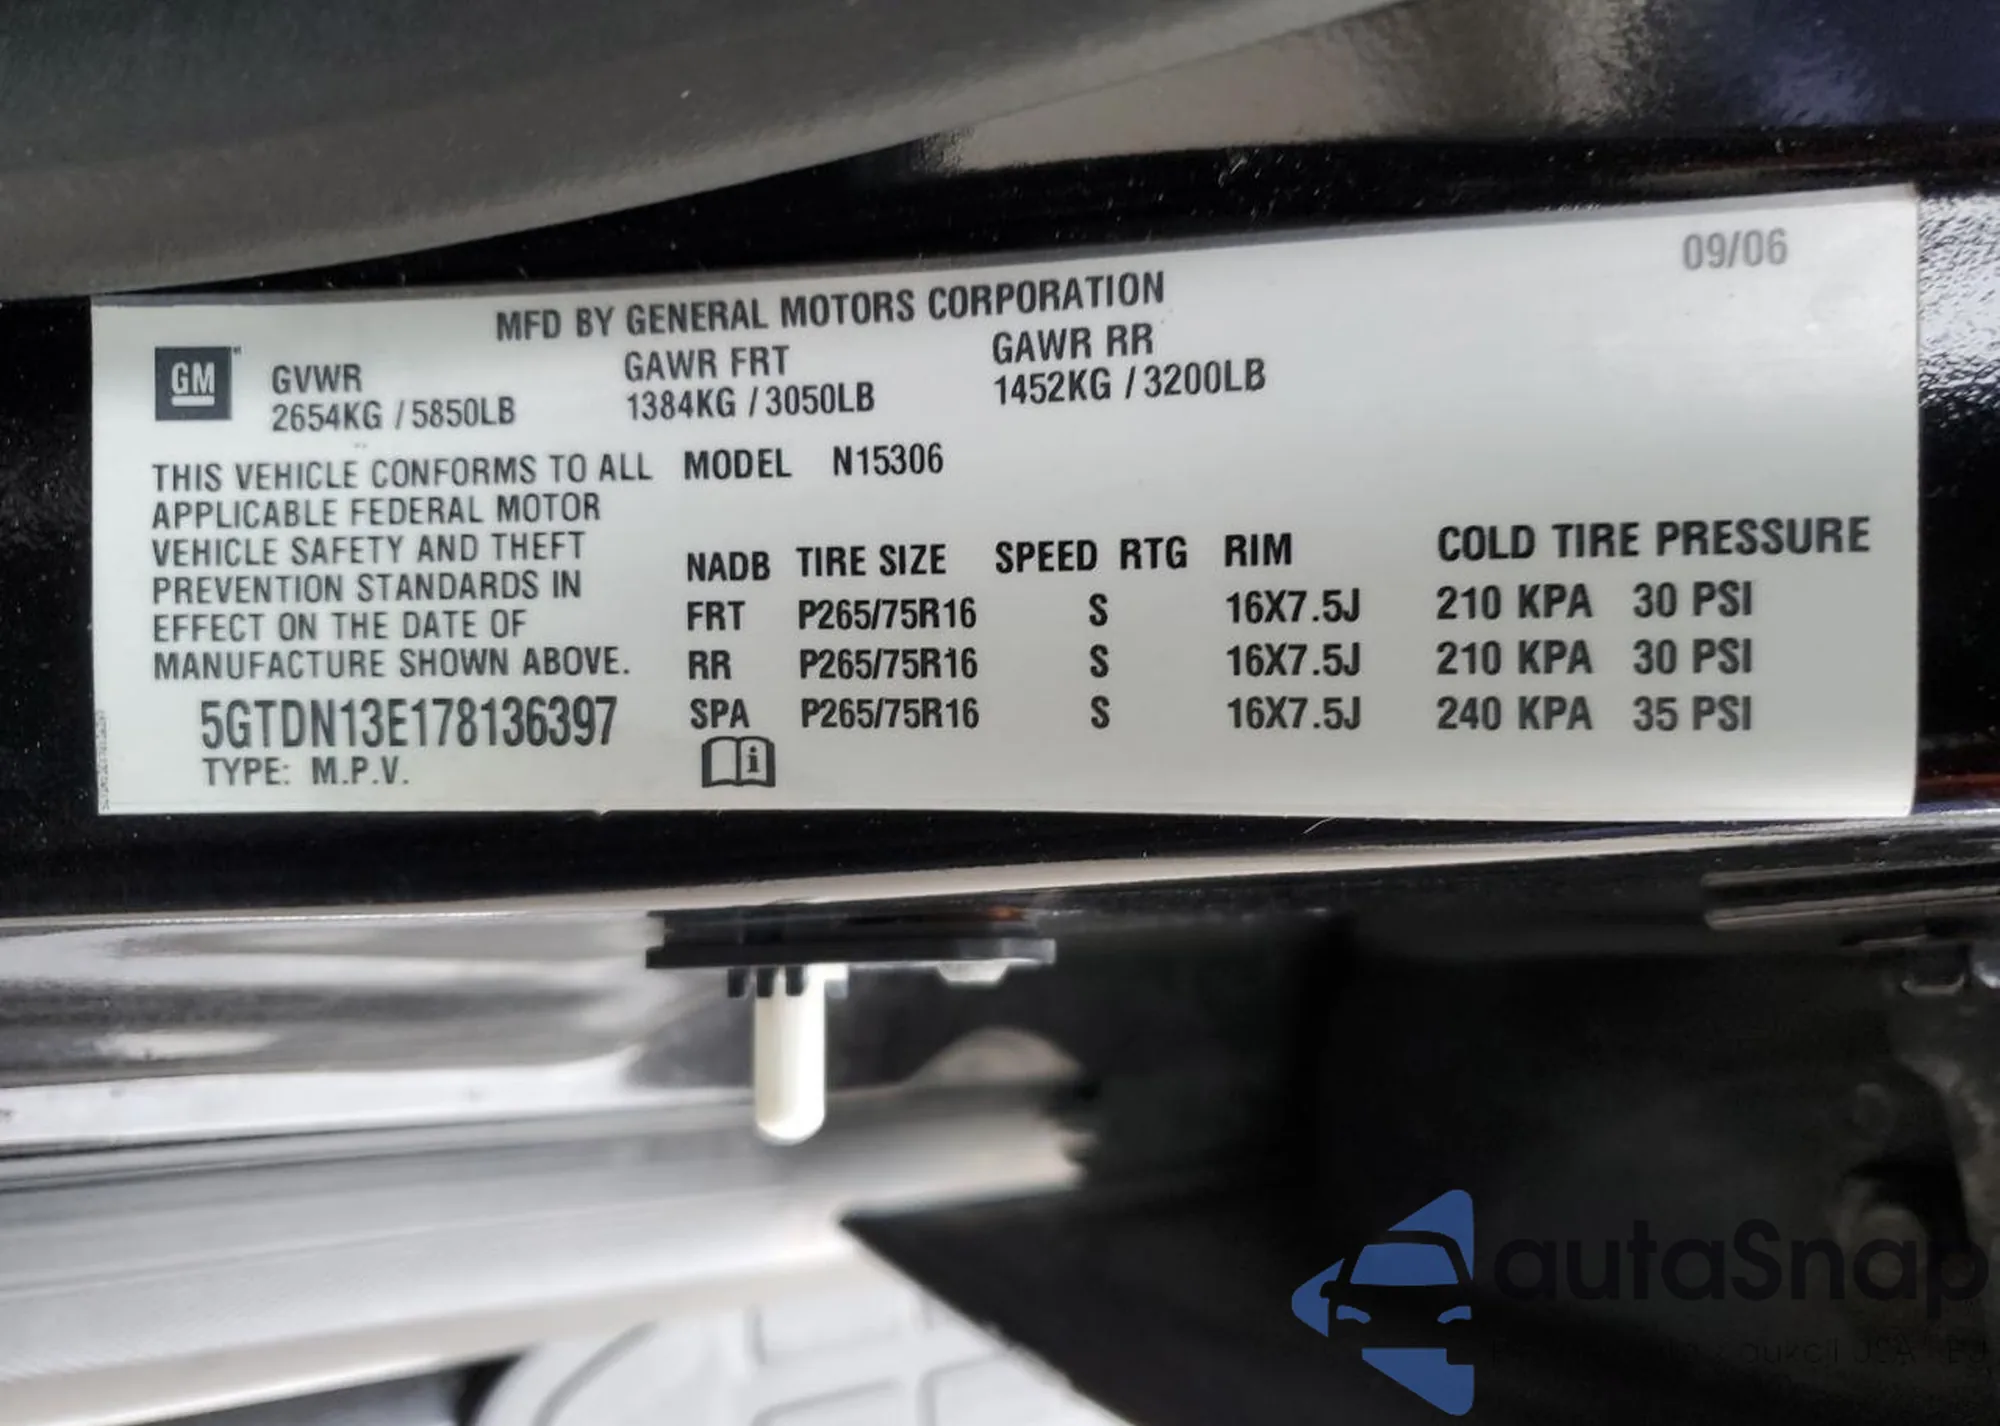 09/06
MFD BY GENERAL MOTORS CORPORATION
GM
GVWR GAWR FRT GAWR RR
2654KG / 5850LB 1384KG / 3050LB 1452KG / 3200LB
THIS VEHICLE CONFORMS TO ALL
APPLICABLE FEDERAL MOTOR
VEHICLE SAFETY AND THEFT
PREVENTION STANDARDS IN
EFFECT ON THE DATE OF
MANUFACTURE SHOWN ABOVE.
5GTDN13E178136397
TYPE: M.P.V.
MODEL N15306
NADB TIRE SIZE SPEED RTG RIM COLD TIRE PRESSURE
FRT P265/75R16 S 16X7.5J 210 KPA 30 PSI
RR P265/75R16 S 16X7.5J 210 KPA 30 PSI
SPA P265/75R16 S 16X7.5J 240 KPA 35 PSI
i
autaSnap